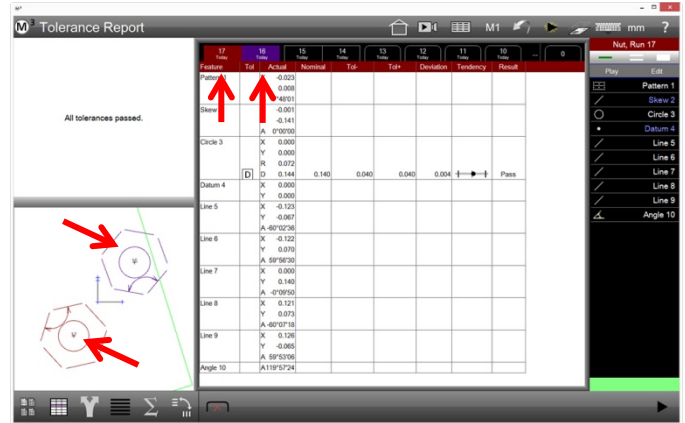 M³ Tolerance Report
M1
mm
?
17 Today
16 Today
15 Today
14 Today
13 Today
12 Today
11 Today
10 Today
...
0
Nut, Run 17
Play Edit
Feature Tol Actual Nominal Tol- Tol+ Deviation Tendency Result
Pattern 1 -0.023
0.008
Skew -0.001
-0.141
A 0°00'00
Circle 3 X 0.000
Y 0.000
R 0.072
D D 0.144 0.140 0.040 0.040 0.004 Pass
Datum 4 X 0.000
Y 0.000
Line 5 X -0.123
Y -0.067
A -60°02'36
Line 6 X -0.122
Y 0.070
A 59°56'30
Line 7 X 0.000
Y 0.140
A -0°09'50
Line 8 X 0.121
Y 0.073
A -60°07'18
Line 9 X 0.126
Y -0.065
A 59°53'06
Angle 10 A119°57'24
All tolerances passed.
Pattern 1
Skew 2
Circle 3
Datum 4
Line 5
Line 6
Line 7
Line 8
Line 9
Angle 10